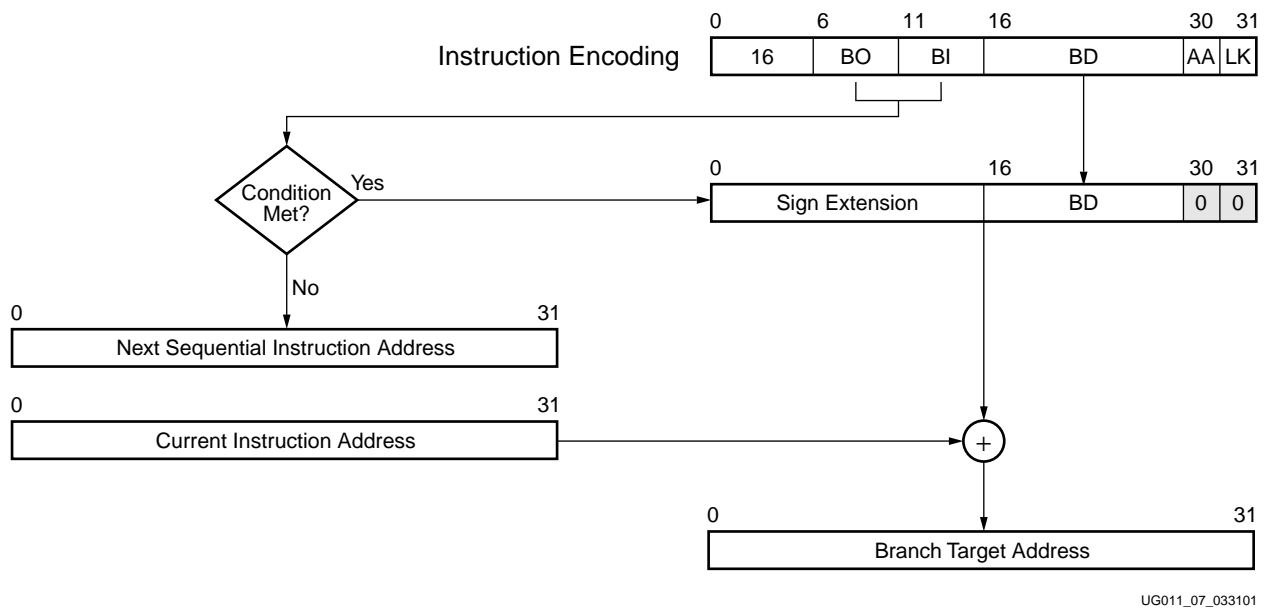 0 6 11 16 30 31
Instruction Encoding 16 BO BI BD AA LK
0 16 30 31
Condition
Met?
Yes
Sign Extension BD 0 0
No
0 31
Next Sequential Instruction Address
0 31
Current Instruction Address
+
0 31
Branch Target Address
UG011_07_033101